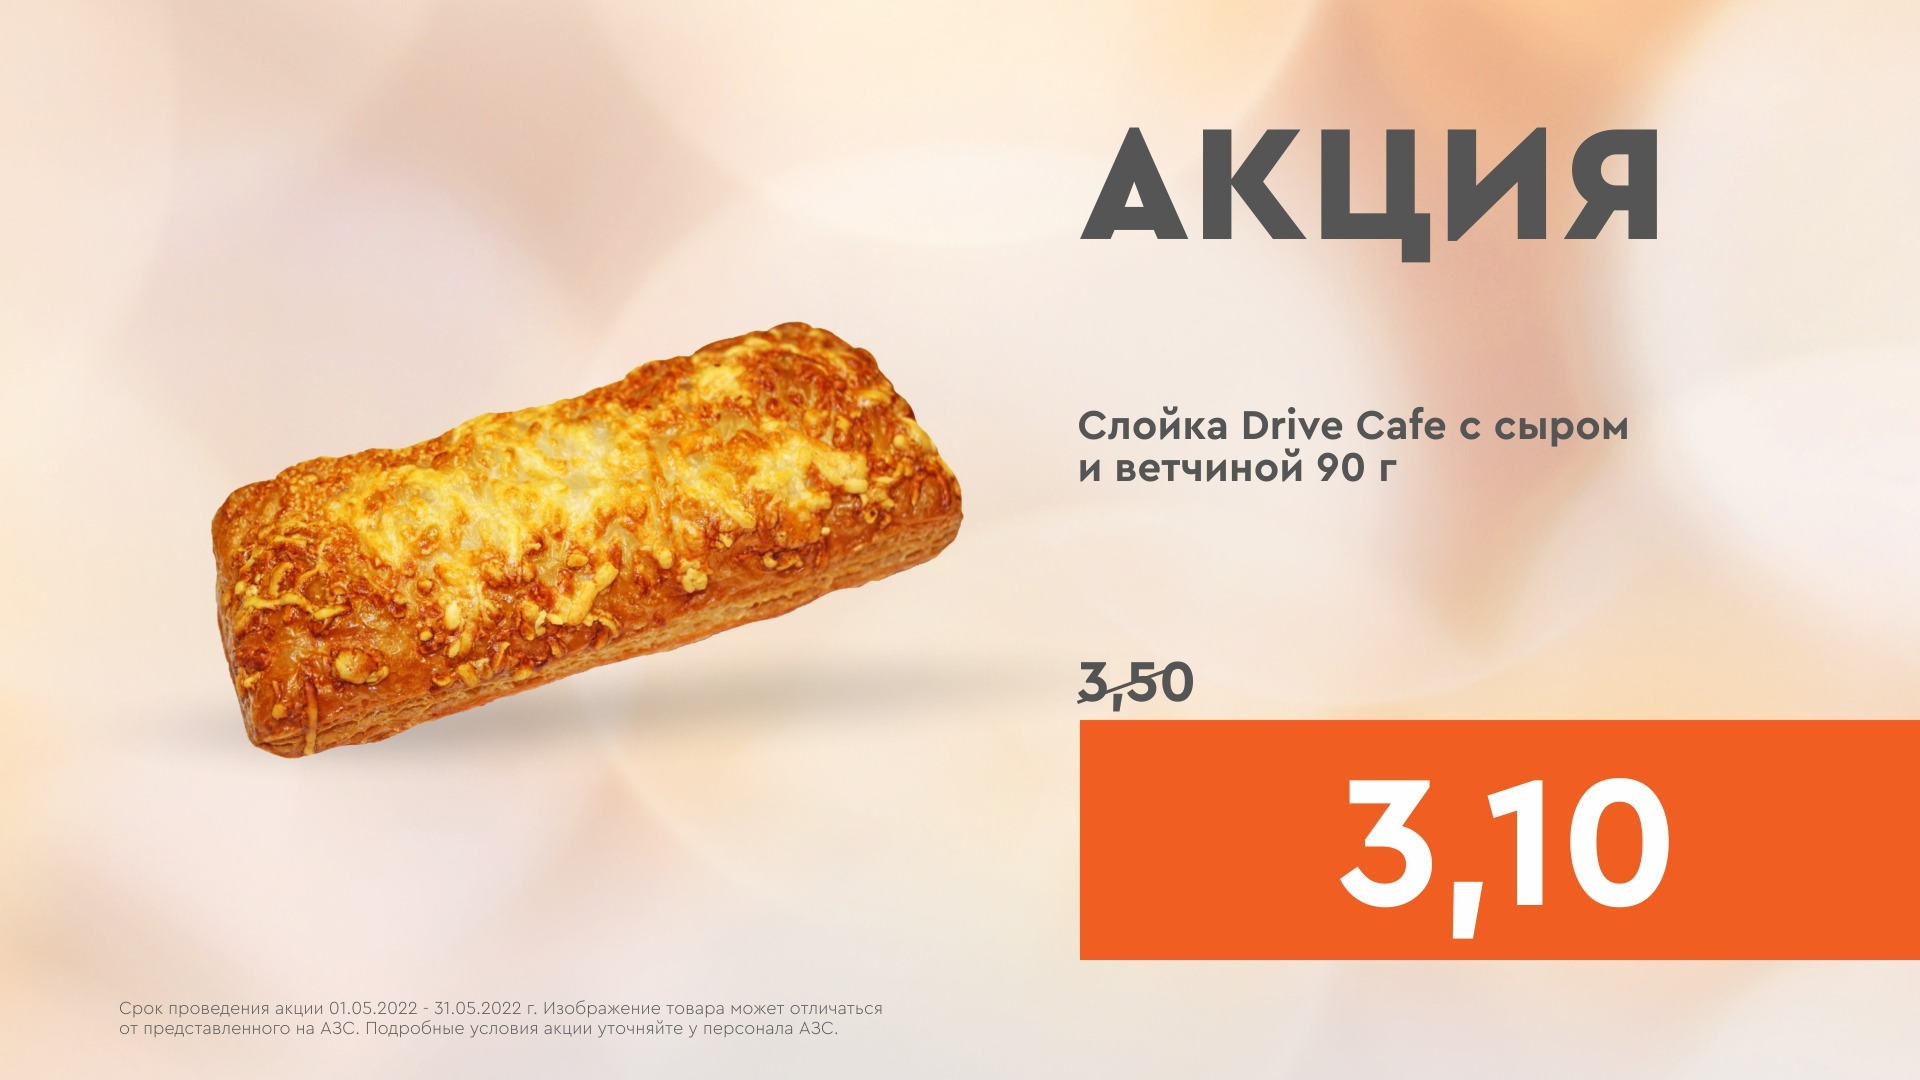 АКЦИЯ
Слойка Drive Cafe с сыром
и ветчиной 90 г
3,50
3,10
Срок проведения акции 01.05.2022 - 31.05.2022 г. Изображение товара может отличаться
от представленного на АЗС. Подробные условия акции уточняйте у персонала АЗС.